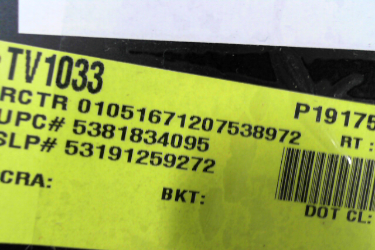 TV1033
RCTR 01051671207538972 P19175
UPC# 5381834095 RT:
SLP# 53191259272
CRA: BKT: DOT CL: